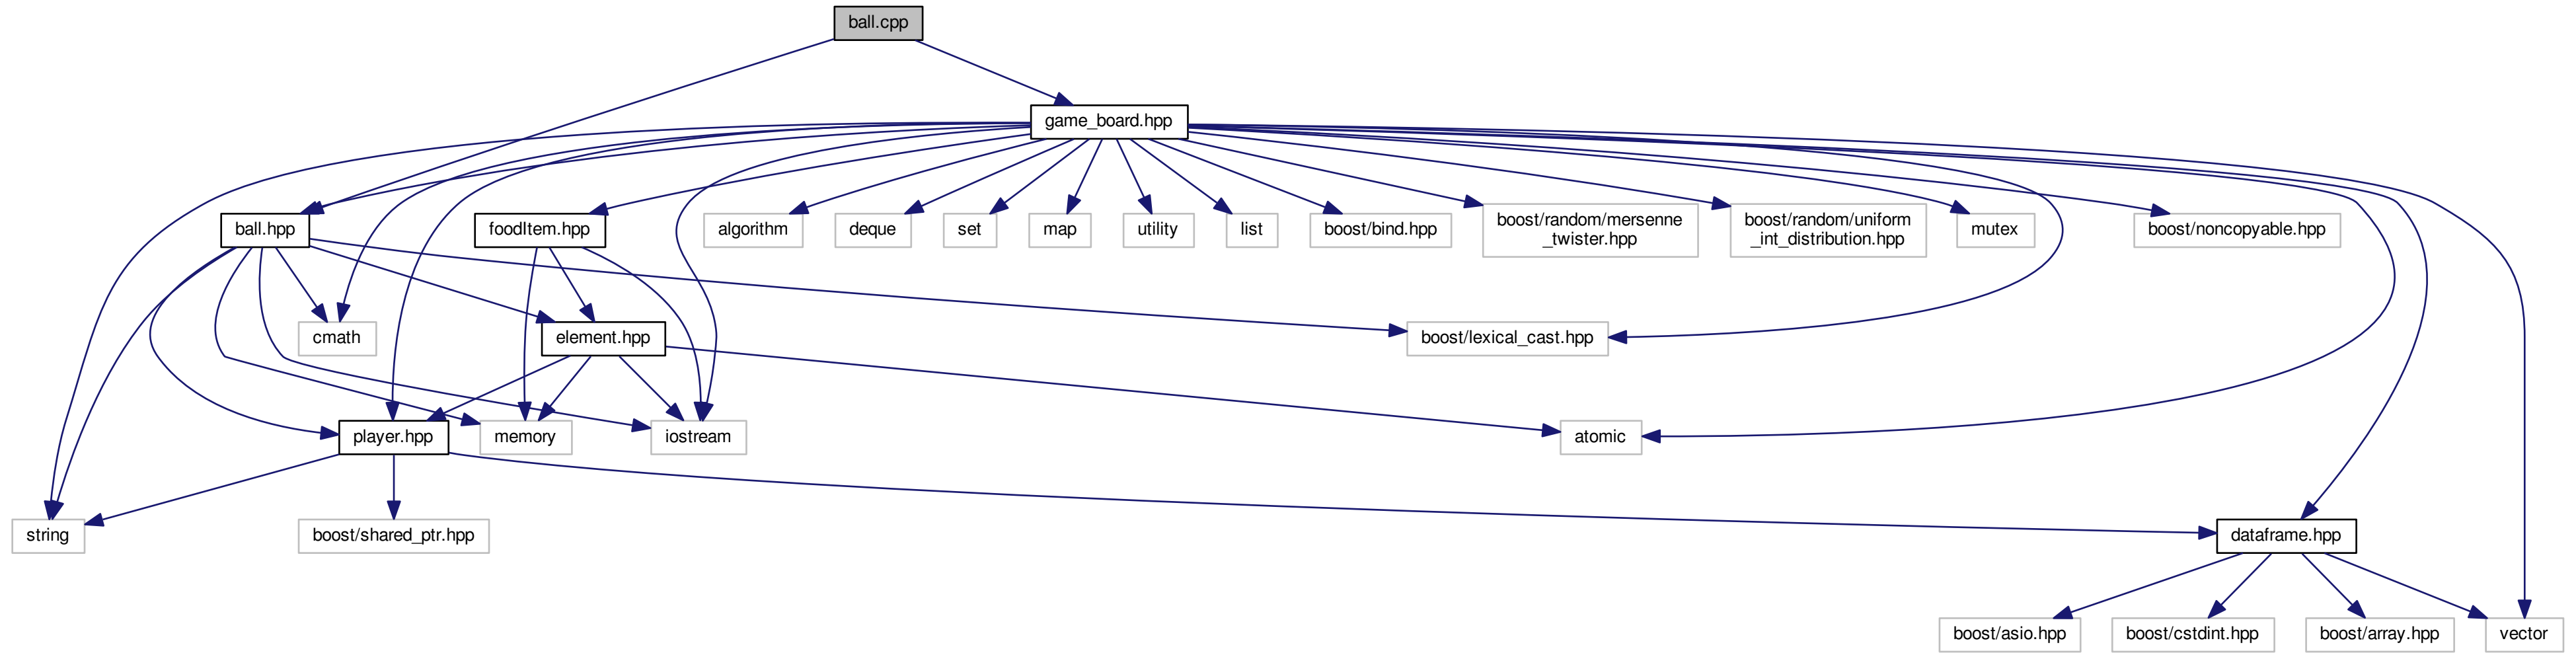 ball.cpp
game_board.hpp
ball.hpp
foodItem.hpp
algorithm
deque
set
map
utility
list
boost/bind.hpp
boost/random/mersenne
_twister.hpp
boost/random/uniform
_int_distribution.hpp
mutex
boost/noncopyable.hpp
cmath
element.hpp
boost/lexical_cast.hpp
player.hpp
memory
iostream
atomic
string
boost/shared_ptr.hpp
dataframe.hpp
boost/asio.hpp
boost/cstdint.hpp
boost/array.hpp
vector